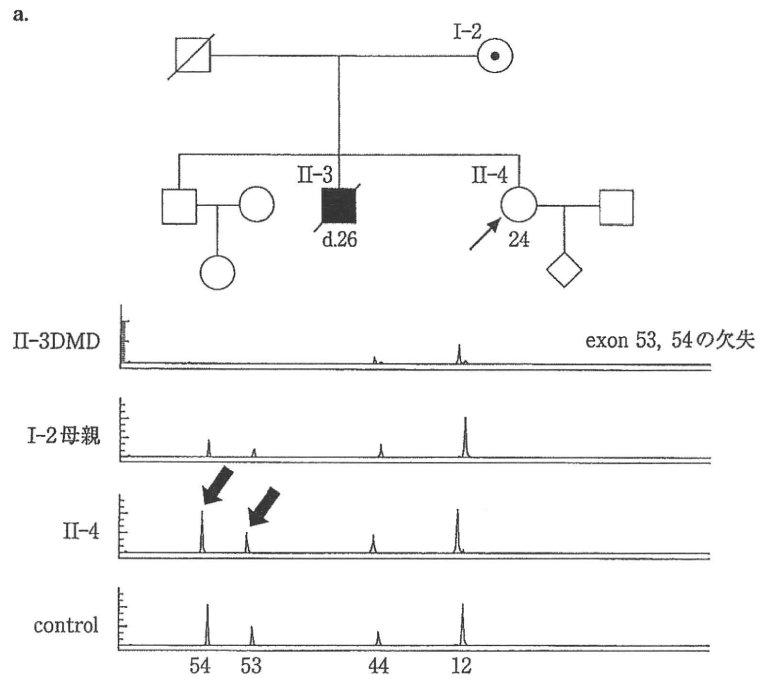 a.
I-2
II-3
II-4
d.26
24
II-3DMD
exon 53, 54の欠失
I-2母親
II-4
control
54 53 44 12